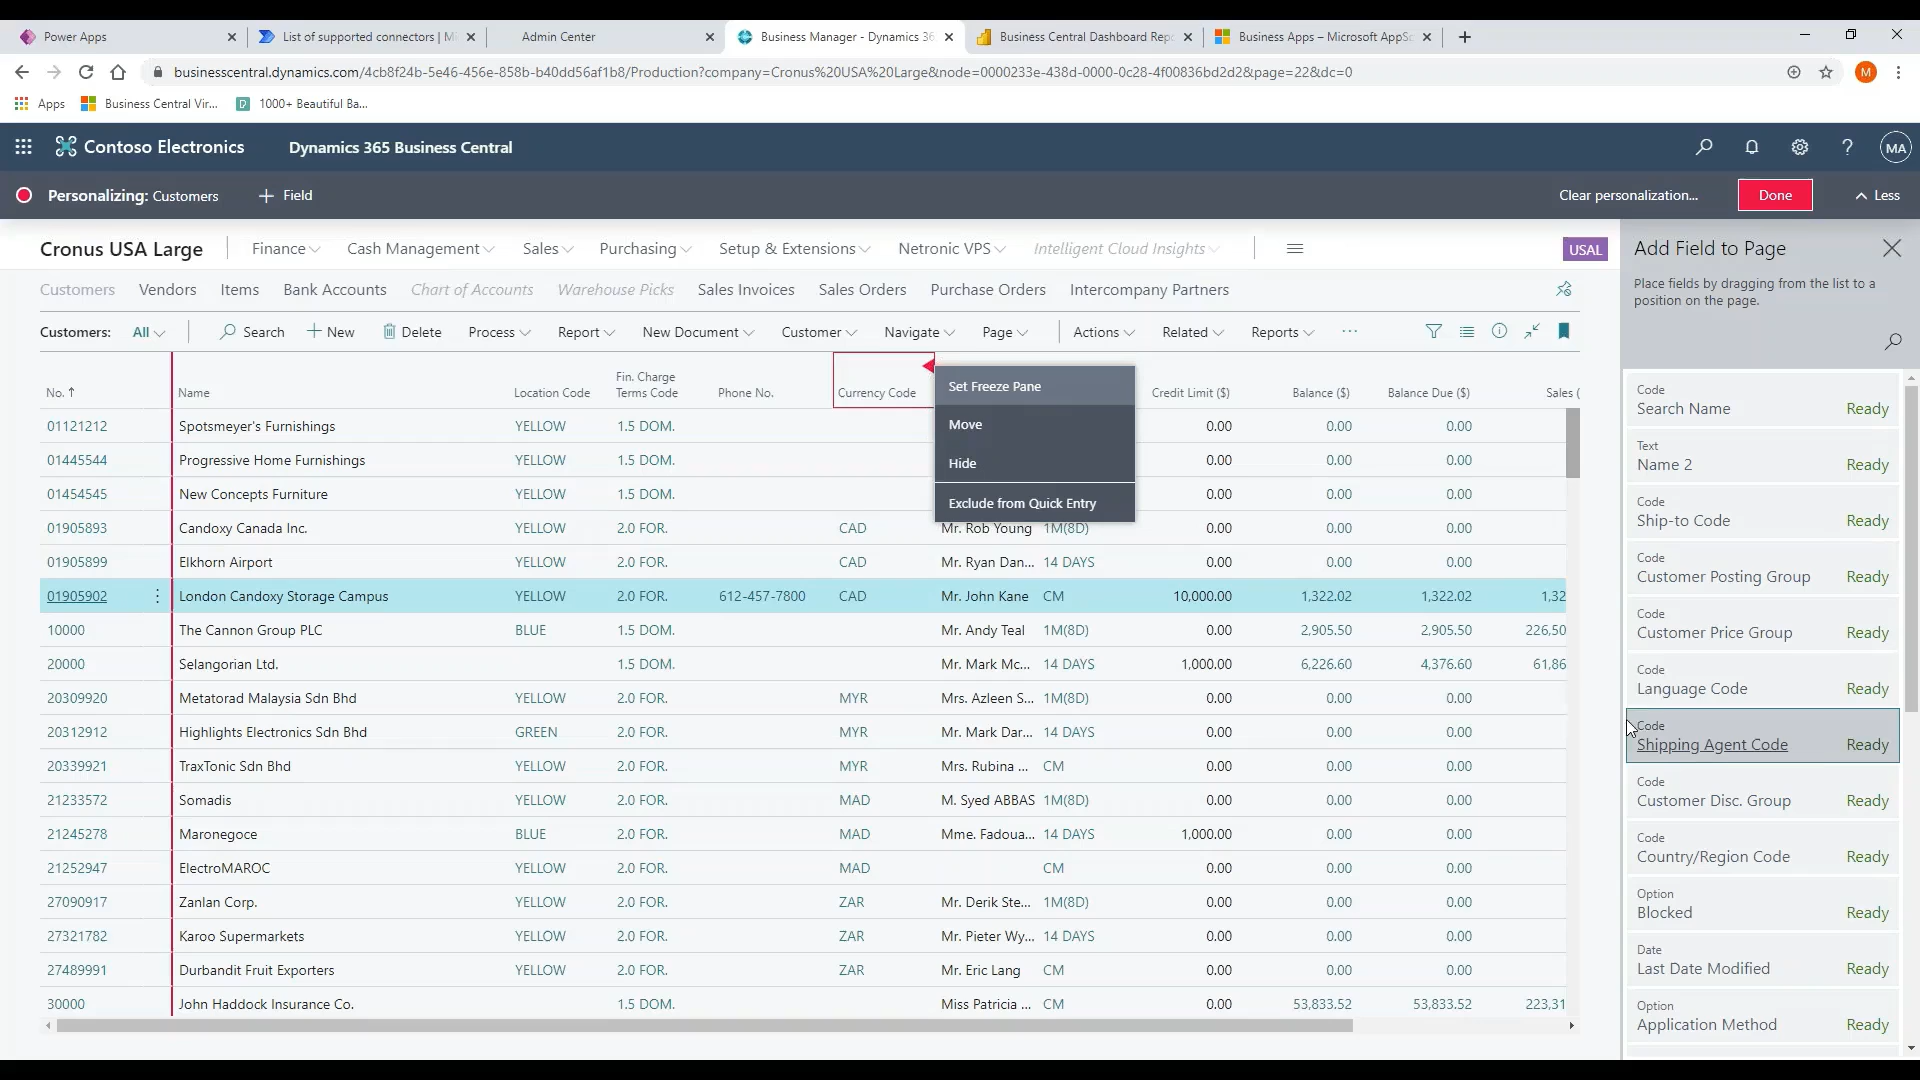 Power Apps
List of supported connectors | Mi
Admin Center
Business Manager - Dynamics 36
Business Central Dashboard Repo
Business Apps – Microsoft AppSo
businesscentral.dynamics.com/4cb8f24b-5e46-456e-858b-b40dd56af1b8/Production?company=Cronus%20USA%20Large&node=0000233e-438d-0000-0c28-4f00836bd2d2&page=22&dc=0
M
Apps
Business Central Vir...
1000+ Beautiful Ba...
Contoso Electronics
Dynamics 365 Business Central
MA
Personalizing: Customers
Field
Clear personalization...
Done
Less
Cronus USA Large
Finance
Cash Management
Sales
Purchasing
Setup & Extensions
Netronic VPS
Intelligent Cloud Insights
USAL
Customers
Vendors
Items
Bank Accounts
Chart of Accounts
Warehouse Picks
Sales Invoices
Sales Orders
Purchase Orders
Intercompany Partners
Customers: All
Search
New
Delete
Process
Report
New Document
Customer
Navigate
Page
Actions
Related
Reports
...
No. ↑ Name Location Code Fin. Charge Terms Code Phone No. Currency Code Credit Limit ($) Balance ($) Balance Due ($) Sales (
01121212 Spotsmeyer's Furnishings YELLOW 1.5 DOM. 0.00 0.00 0.00
01445544 Progressive Home Furnishings YELLOW 1.5 DOM. 0.00 0.00 0.00
01454545 New Concepts Furniture YELLOW 1.5 DOM. 0.00 0.00 0.00
01905893 Candoxy Canada Inc. YELLOW 2.0 FOR. CAD Mr. Rob Young 1M(8D) 0.00 0.00 0.00
01905899 Elkhorn Airport YELLOW 2.0 FOR. CAD Mr. Ryan Dan... 14 DAYS 0.00 0.00 0.00
01905902 London Candoxy Storage Campus YELLOW 2.0 FOR. 612-457-7800 CAD Mr. John Kane CM 10,000.00 1,322.02 1,322.02 1,32
10000 The Cannon Group PLC BLUE 1.5 DOM. Mr. Andy Teal 1M(8D) 0.00 2,905.50 2,905.50 226,50
20000 Selangorian Ltd. 1.5 DOM. Mr. Mark Mc... 14 DAYS 1,000.00 6,226.60 4,376.60 61,86
20309920 Metatorad Malaysia Sdn Bhd YELLOW 2.0 FOR. MYR Mrs. Azleen S... 1M(8D) 0.00 0.00 0.00
20312912 Highlights Electronics Sdn Bhd GREEN 2.0 FOR. MYR Mr. Mark Dar... 14 DAYS 0.00 0.00 0.00
20339921 TraxTonic Sdn Bhd YELLOW 2.0 FOR. MYR Mrs. Rubina ... CM 0.00 0.00 0.00
21233572 Somadis YELLOW 2.0 FOR. MAD M. Syed ABBAS 1M(8D) 0.00 0.00 0.00
21245278 Maronegoce BLUE 2.0 FOR. MAD Mme. Fadoua... 14 DAYS 1,000.00 0.00 0.00
21252947 ElectroMAROC YELLOW 2.0 FOR. MAD CM 0.00 0.00 0.00
27090917 Zanlan Corp. YELLOW 2.0 FOR. ZAR Mr. Derik Ste... 1M(8D) 0.00 0.00 0.00
27321782 Karoo Supermarkets YELLOW 2.0 FOR. ZAR Mr. Pieter Wy... 14 DAYS 0.00 0.00 0.00
27489991 Durbandit Fruit Exporters YELLOW 2.0 FOR. ZAR Mr. Eric Lang CM 0.00 0.00 0.00
30000 John Haddock Insurance Co. 1.5 DOM. Miss Patricia ... CM 0.00 53,833.52 53,833.52 223,31
Set Freeze Pane
Move
Hide
Exclude from Quick Entry
Add Field to Page
Place fields by dragging from the list to a
position on the page.
Code
Search Name Ready
Text
Name 2 Ready
Code
Ship-to Code Ready
Code
Customer Posting Group Ready
Code
Customer Price Group Ready
Code
Language Code Ready
Code
Shipping Agent Code Ready
Code
Customer Disc. Group Ready
Code
Country/Region Code Ready
Option
Blocked Ready
Date
Last Date Modified Ready
Option
Application Method Ready